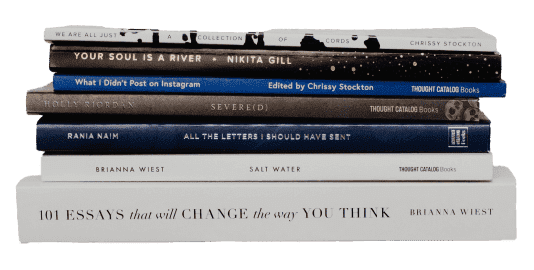 WE ARE ALL JUST A COLLECTION OF CORDS CHRISSY STOCKTON
YOUR SOUL IS A RIVER • NIKITA GILL
What I Didn't Post on Instagram Edited by Chrissy Stockton THOUGHT CATALOG Books
HOLLY RIORDAN SEVERE(D) THOUGHT CATALOG Books
RANIA NAIM ALL THE LETTERS I SHOULD HAVE SENT
BRIANNA WIEST SALT WATER THOUGHT CATALOG Books
101 ESSAYS that will CHANGE the way YOU THINK BRIANNA WIEST